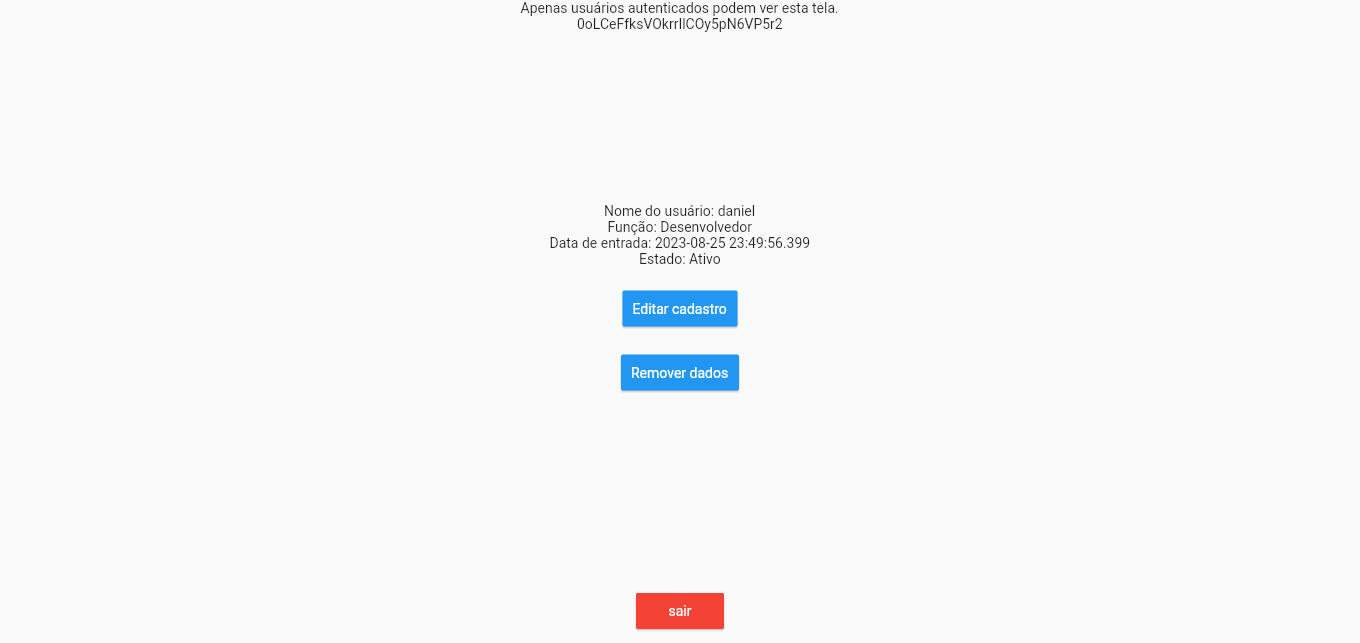 Apenas usuários autenticados podem ver esta tela.
0oLCeFfksVOkrrIlCOy5pN6VP5r2
Nome do usuário: daniel
Função: Desenvolvedor
Data de entrada: 2023-08-25 23:49:56.399
Estado: Ativo
Editar cadastro
Remover dados
sair